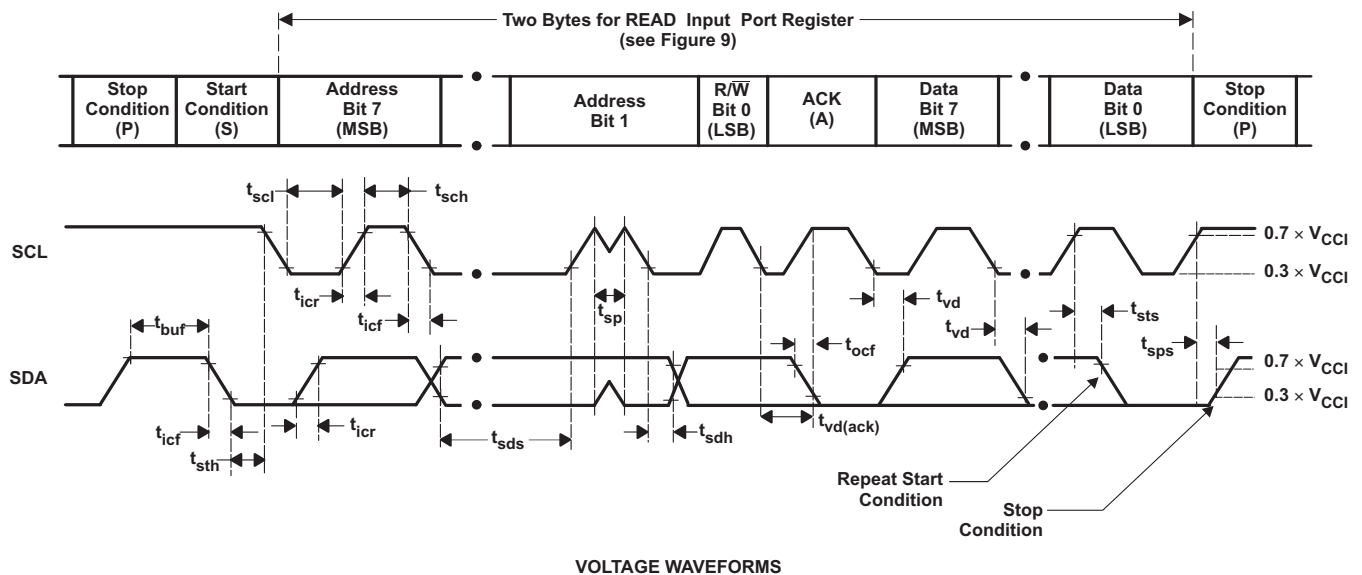 Two Bytes for READ Input Port Register
(see Figure 9)
Stop
Condition
(P)
Start
Condition
(S)
Address
Bit 7
(MSB)
Address
Bit 1
R/W̅
Bit 0
(LSB)
ACK
(A)
Data
Bit 7
(MSB)
Data
Bit 0
(LSB)
Stop
Condition
(P)
tscl
tsch
SCL
0.7 × VCCI
0.3 × VCCI
ticr
ticf
tsp
tvd
tvd
tsts
tbuf
tocf
tsps
SDA
0.7 × VCCI
0.3 × VCCI
ticf
ticr
tsth
tsds
tsdh
tvd(ack)
Repeat Start
Condition
Stop
Condition
VOLTAGE WAVEFORMS